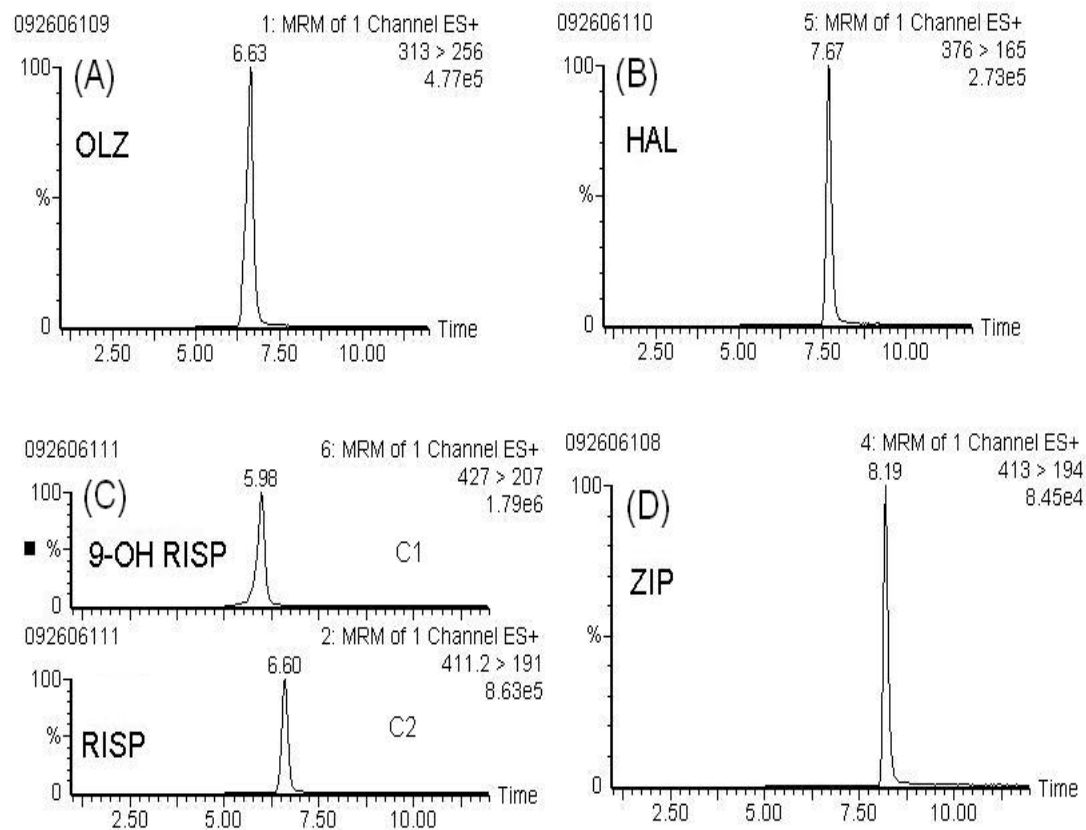 092606109 1: MRM of 1 Channel ES+
6.63 313 > 256
100 (A) 4.77e5
OLZ
%
0 Time
2.50 5.00 7.50 10.00
092606110 5: MRM of 1 Channel ES+
7.67 376 > 165
100 (B) 2.73e5
HAL
%
0 Time
2.50 5.00 7.50 10.00
092606111 6: MRM of 1 Channel ES+
5.98 427 > 207
100 (C) 1.79e6
% 9-OH RISP C1
0
092606111 2: MRM of 1 Channel ES+
6.60 411.2 > 191
100 8.63e5
% RISP C2
0 Time
2.50 5.00 7.50 10.00
092606108 4: MRM of 1 Channel ES+
8.19 413 > 194
100 (D) 8.45e4
ZIP
%
0 Time
2.50 5.00 7.50 10.00